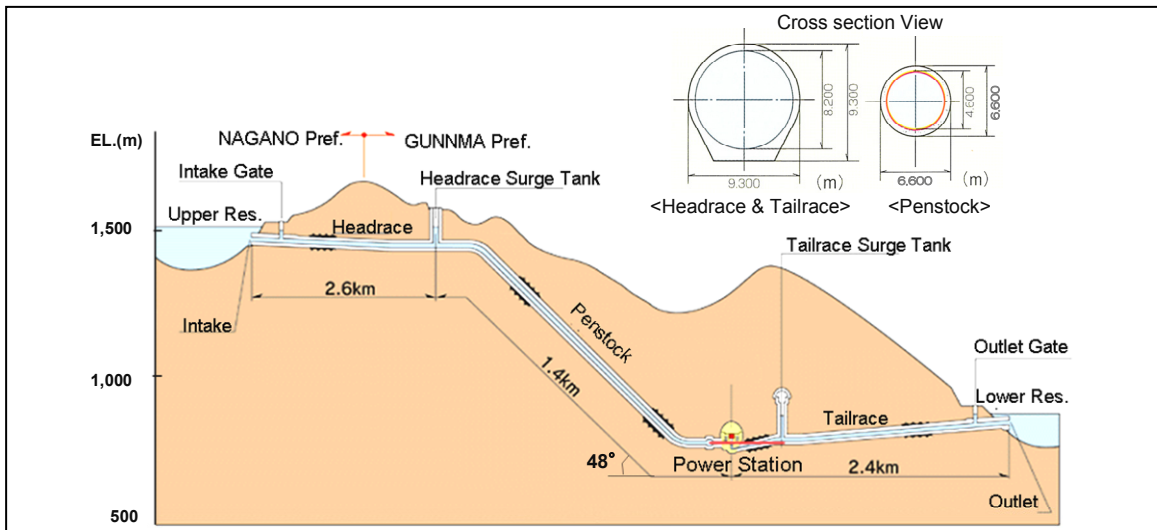 Cross section View
8.200
9.300
9.300
(m)
<Headrace & Tailrace>
4.600
6.600
6.600
(m)
<Penstock>
EL.(m)
NAGANO Pref.
GUNNMA Pref.
Intake Gate
Headrace Surge Tank
Upper Res.
Headrace
1,500
Tailrace Surge Tank
2.6km
Intake
Penstock
Outlet Gate
1,000
1.4km
Lower Res.
Tailrace
48°
Power Station
2.4km
Outlet
500